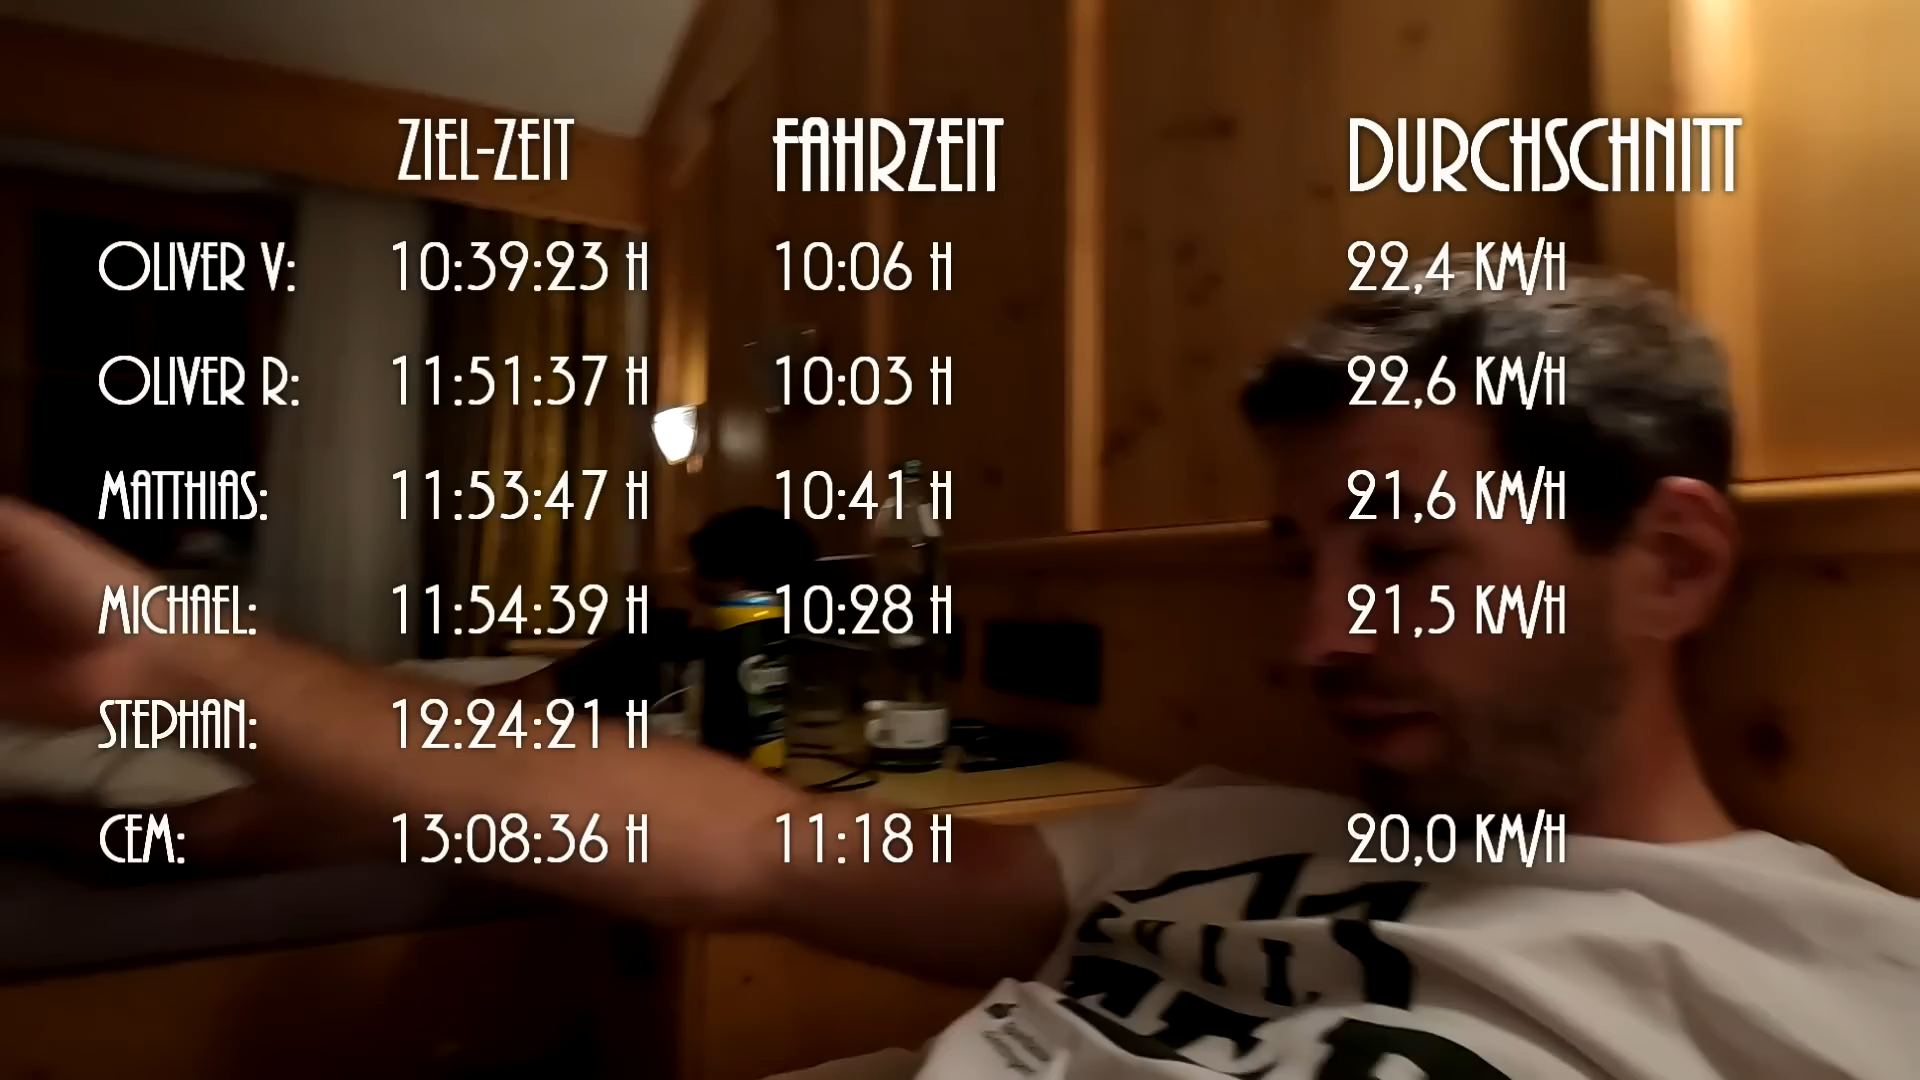 ZIEL-ZEIT FAHRZEIT DURCHSCHNITT
OLIVER V: 10:39:23 H 10:06 H 22,4 KM/H
OLIVER R: 11:51:37 H 10:03 H 22,6 KM/H
MATTHIAS: 11:53:47 H 10:41 H 21,6 KM/H
MICHAEL: 11:54:39 H 10:28 H 21,5 KM/H
STEPHAN: 12:24:21 H
CEM: 13:08:36 H 11:18 H 20,0 KM/H